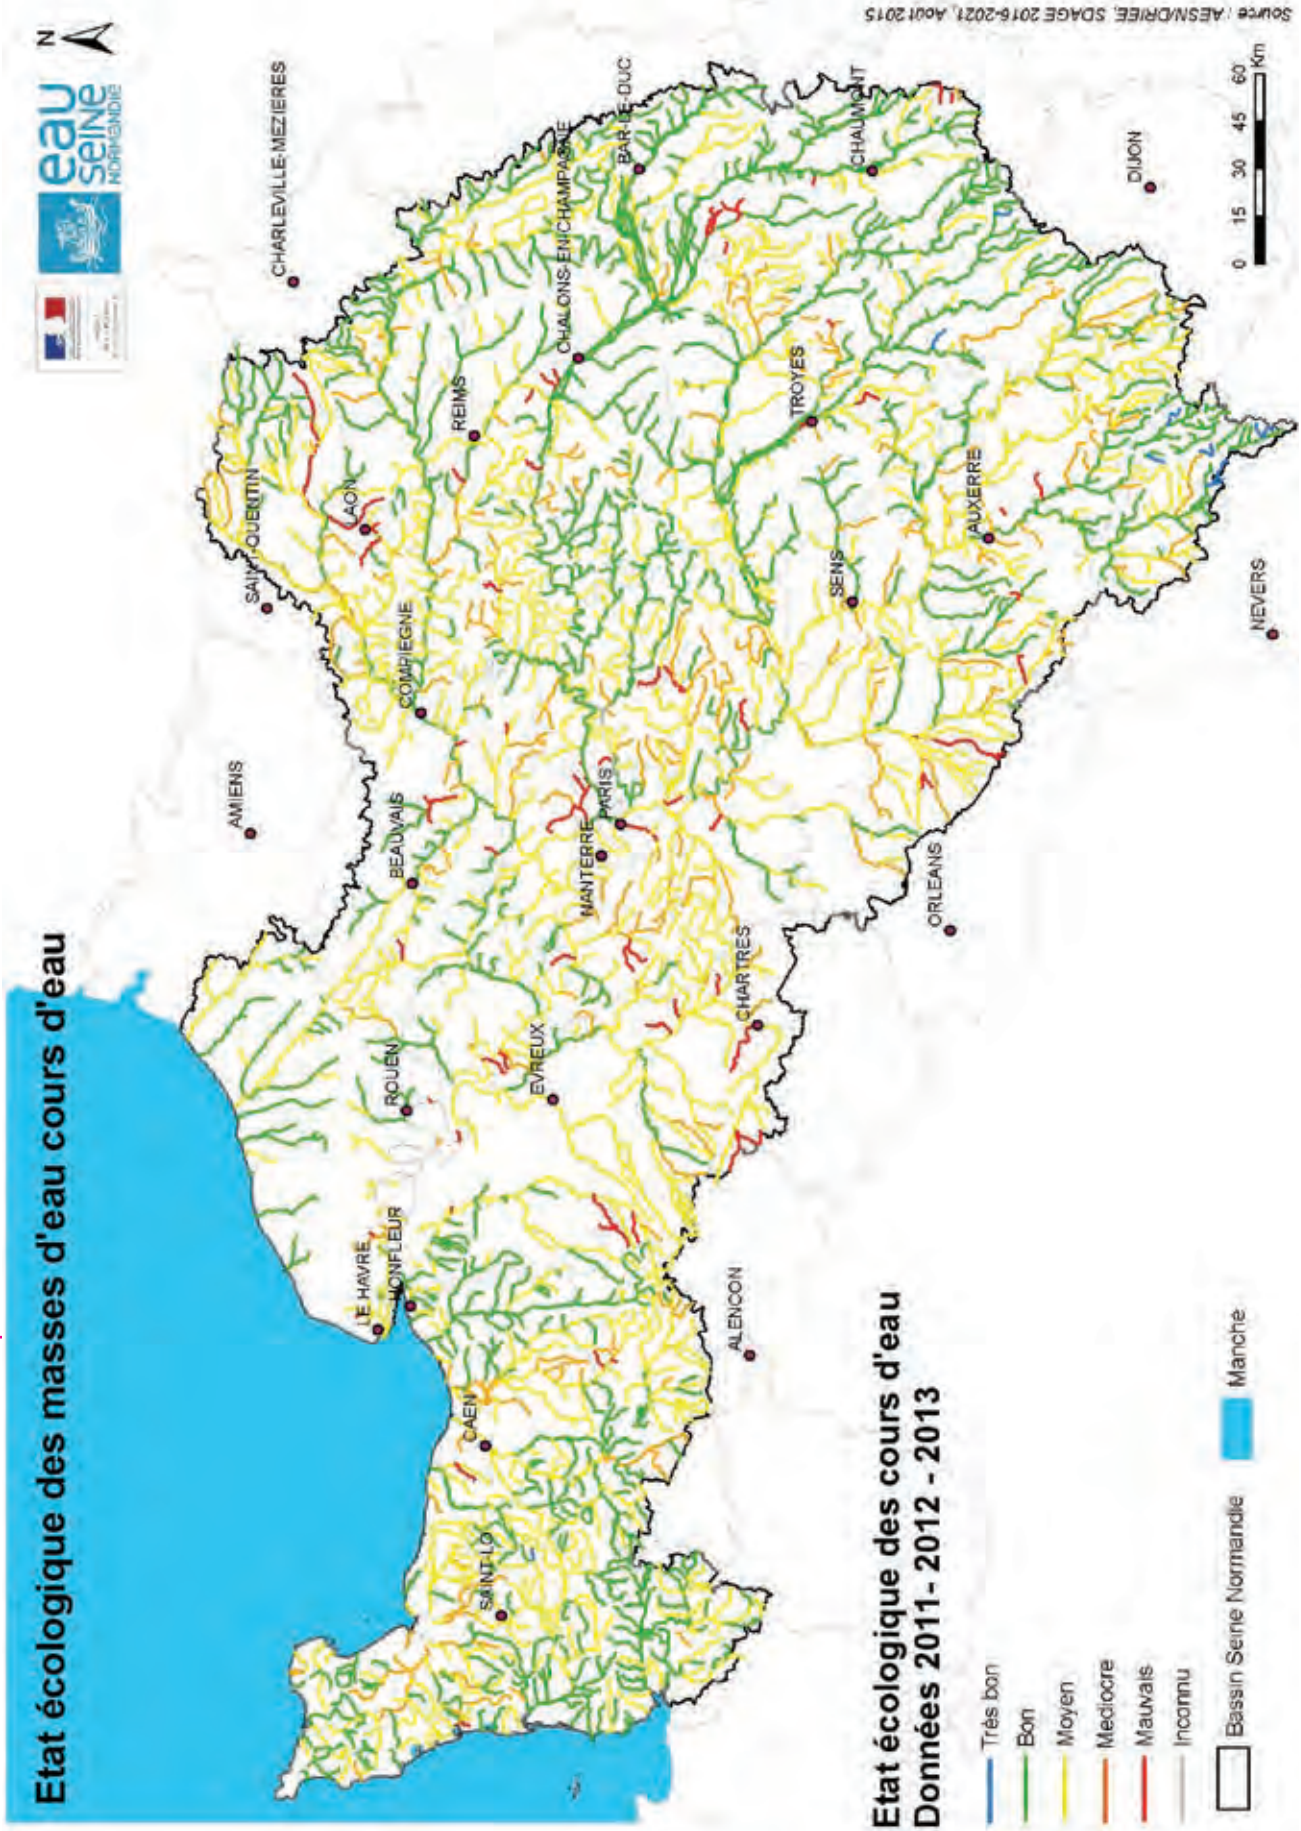 Etat écologique des masses d'eau cours d'eau
eau
seine
NORMANDIE
N
CHARLEVILLE-MEZIERES
AMIENS
SAINT-QUENTIN
LAON
LE HAVRE
HONFLEUR
ROUEN
BEAUVAIS
COMPIEGNE
REIMS
CAEN
SAINT-LO
EVREUX
NANTERRE
PARIS
CHALONS-EN-CHAMPAGNE
BAR-LE-DUC
ALENCON
CHARTRES
SENS
TROYES
CHAUMONT
ORLEANS
AUXERRE
NEVERS
DIJON
Etat écologique des cours d'eau
Données 2011- 2012 - 2013
Très bon
Bon
Moyen
Mediocre
Mauvais
Inconnu
Bassin Seine Normandie
Manche
0 15 30 45 60
Km
Source : AESN/DRIEE, SDAGE 2016-2021, Août 2015